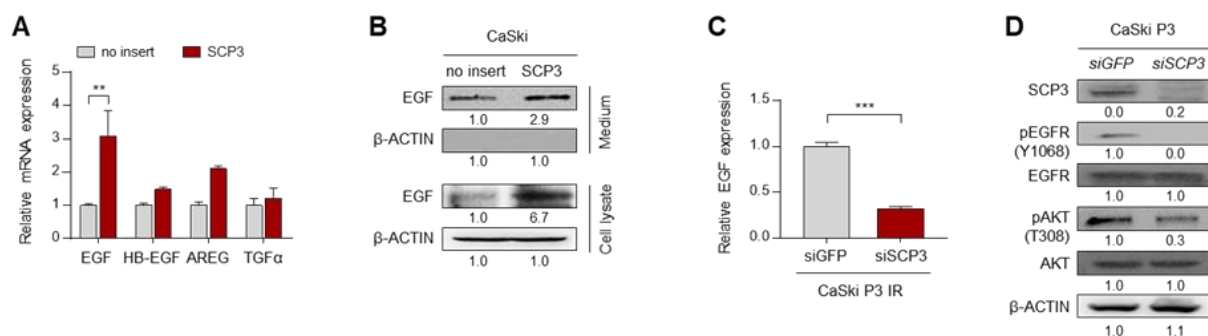 A
no insert SCP3
Relative mRNA expression
5
4
3
2
1
0
**
EGF HB-EGF AREG TGFα
B
CaSki
no insert SCP3
EGF
1.0 2.9
β-ACTIN
1.0 1.0
Medium
EGF
1.0 6.7
β-ACTIN
1.0 1.0
Cell lysate
C
Relative EGF expression
1.5
1.0
0.5
0.0
***
siGFP siSCP3
CaSki P3 IR
D
CaSki P3
siGFP siSCP3
SCP3
0.0 0.2
pEGFR
(Y1068)
1.0 0.0
EGFR
1.0 1.0
pAKT
(T308)
1.0 0.3
AKT
1.0 1.0
β-ACTIN
1.0 1.1